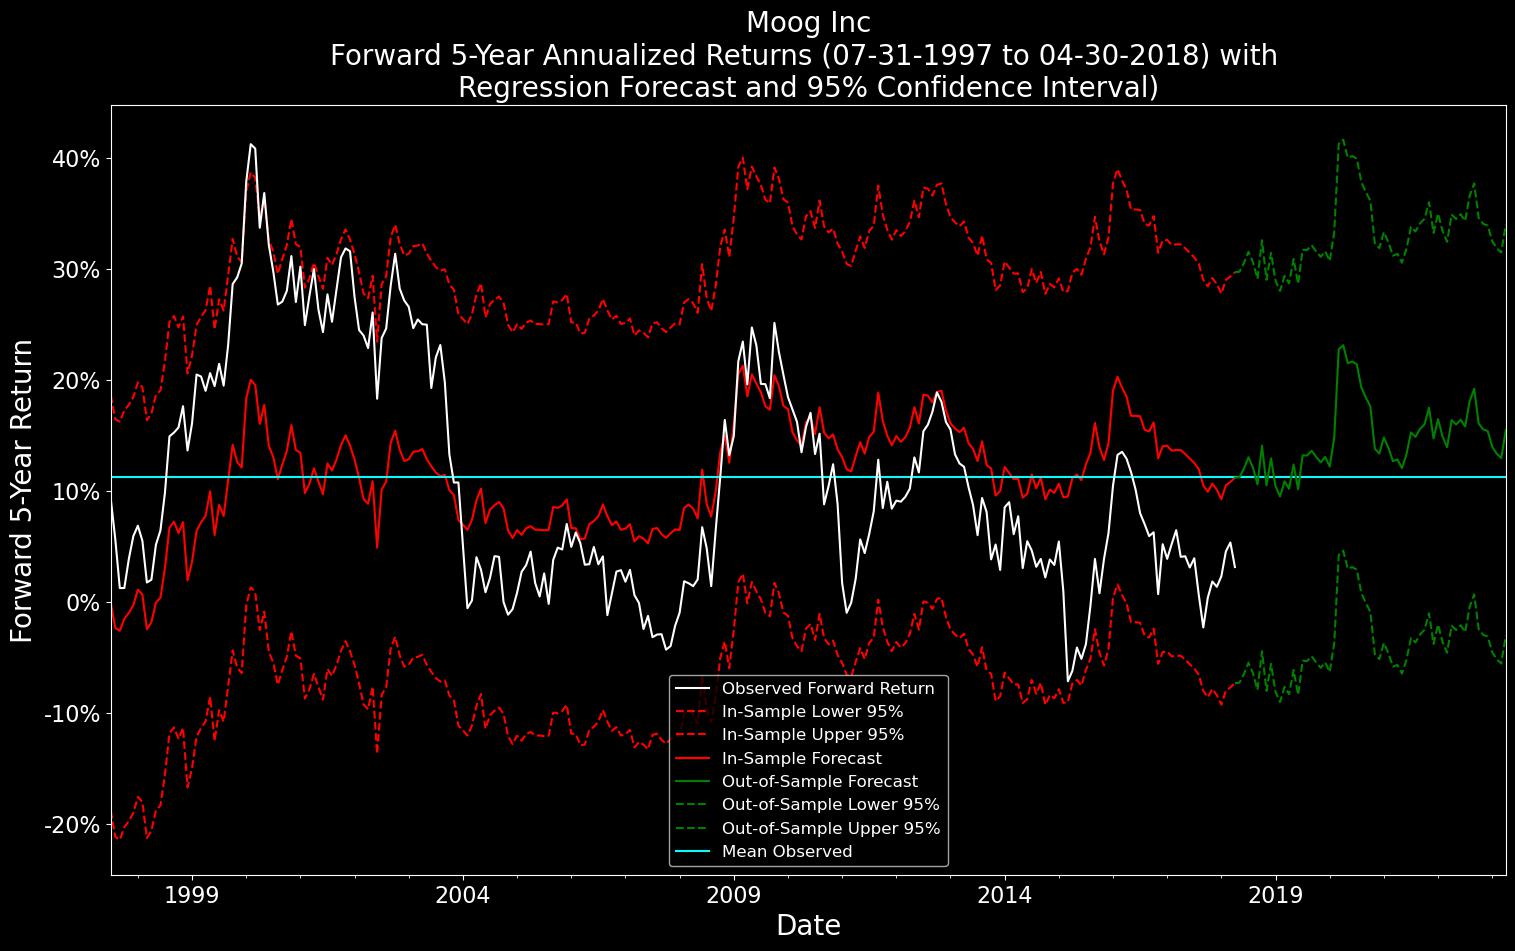 Moog Inc
Forward 5-Year Annualized Returns (07-31-1997 to 04-30-2018) with
Regression Forecast and 95% Confidence Interval)
Forward 5-Year Return
40%
30%
20%
10%
0%
-10%
-20%
Observed Forward Return
In-Sample Lower 95%
In-Sample Upper 95%
In-Sample Forecast
Out-of-Sample Forecast
Out-of-Sample Lower 95%
Out-of-Sample Upper 95%
Mean Observed
1999 2004 2009 2014 2019
Date